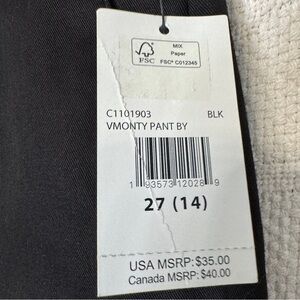 MIX
Paper
FSC
FSC® C012345
C1101903 BLK
VMONTY PANT BY
1 93573 12028 9
27 (14)
USA MSRP: $35.00
Canada MSRP: $40.00